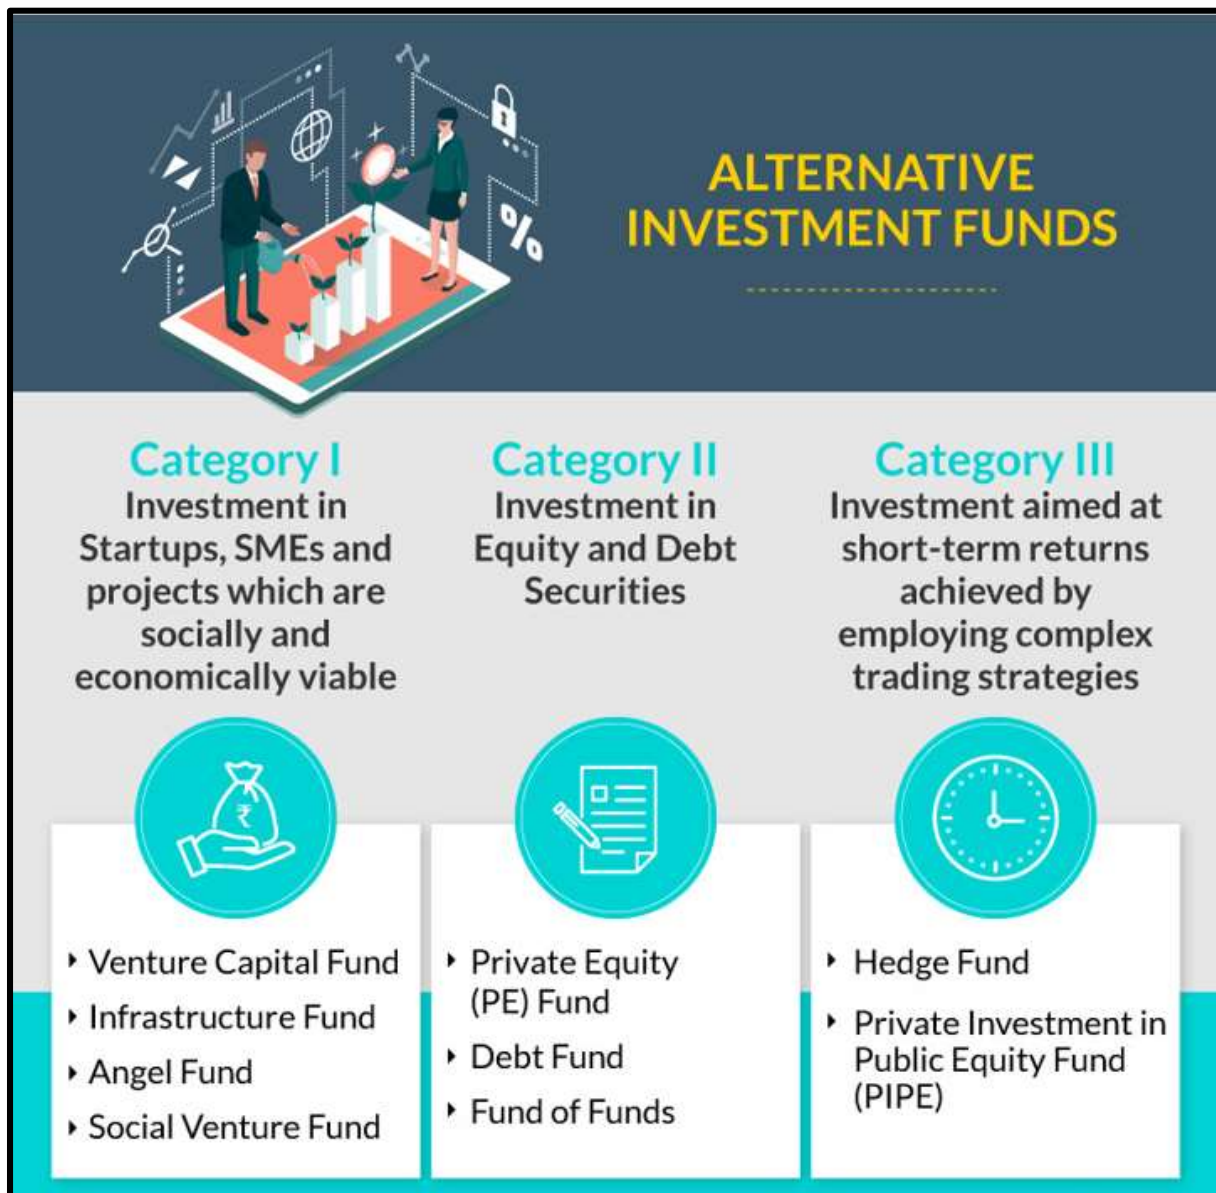 ALTERNATIVE
INVESTMENT FUNDS
%
Category I
Investment in
Startups, SMEs and
projects which are
socially and
economically viable
₹
‣ Venture Capital Fund
‣ Infrastructure Fund
‣ Angel Fund
‣ Social Venture Fund
Category II
Investment in
Equity and Debt
Securities
‣ Private Equity
(PE) Fund
‣ Debt Fund
‣ Fund of Funds
Category III
Investment aimed at
short-term returns
achieved by
employing complex
trading strategies
‣ Hedge Fund
‣ Private Investment in
Public Equity Fund
(PIPE)